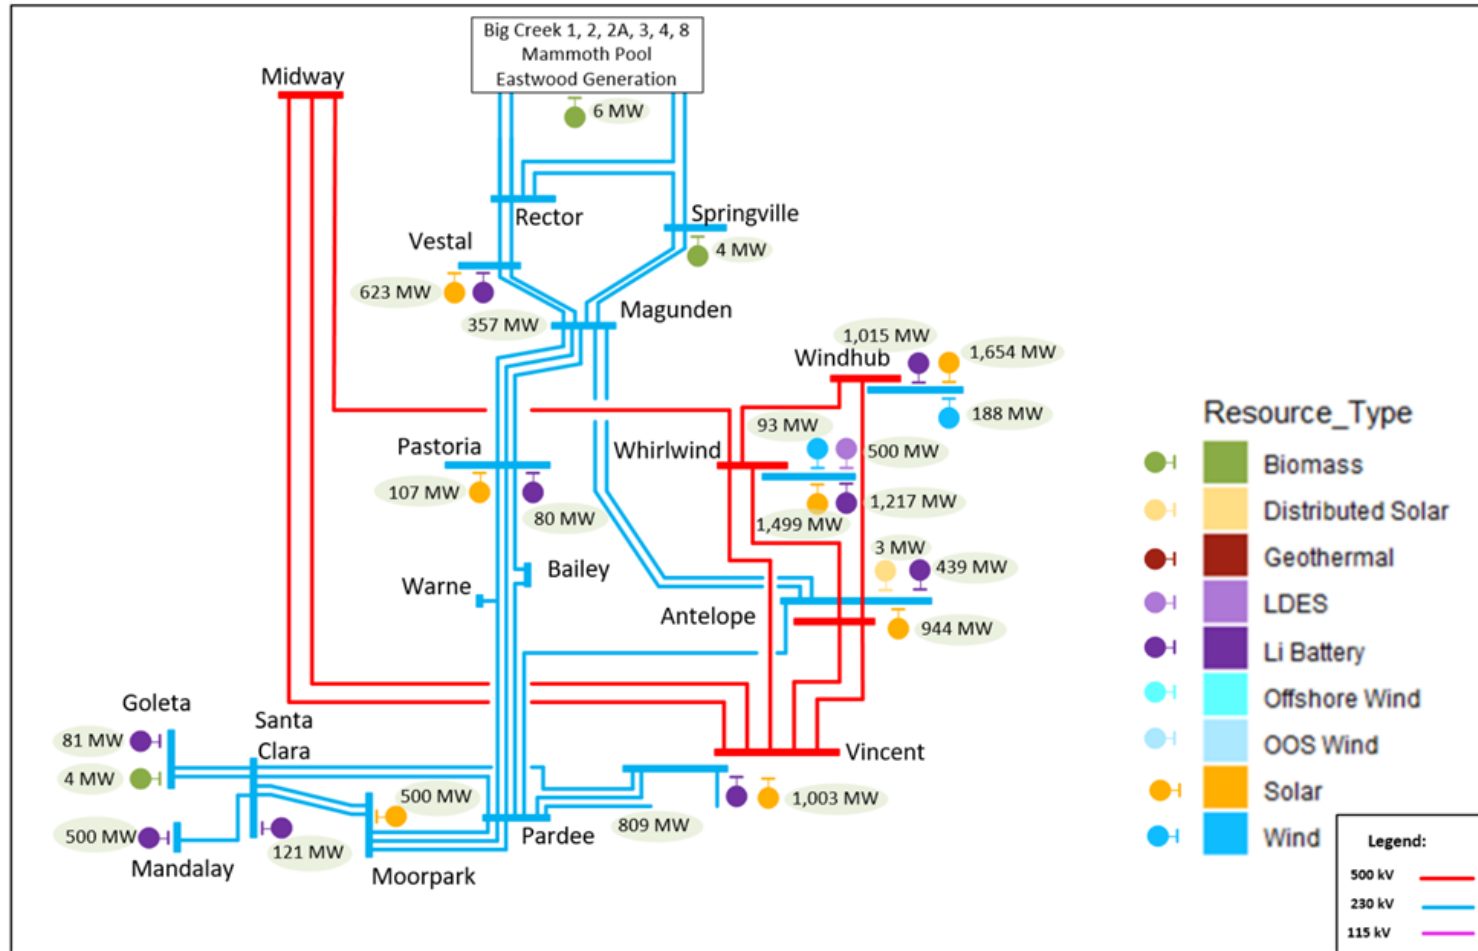 Big Creek 1, 2, 2A, 3, 4, 8
Mammoth Pool
Eastwood Generation
Midway
6 MW
Rector
Springville
Vestal
4 MW
623 MW
357 MW
Magunden
1,015 MW
1,654 MW
Windhub
188 MW
93 MW
Pastoria
Whirlwind
500 MW
107 MW
80 MW
1,217 MW
1,499 MW
3 MW
439 MW
Bailey
Warne
Antelope
944 MW
Goleta
Santa
Clara
81 MW
4 MW
Vincent
500 MW
1,003 MW
809 MW
Pardee
500 MW
121 MW
Mandalay
Moorpark
Resource_Type
Biomass
Distributed Solar
Geothermal
LDES
Li Battery
Offshore Wind
OOS Wind
Solar
Wind
Legend:
500 kV
230 kV
115 kV